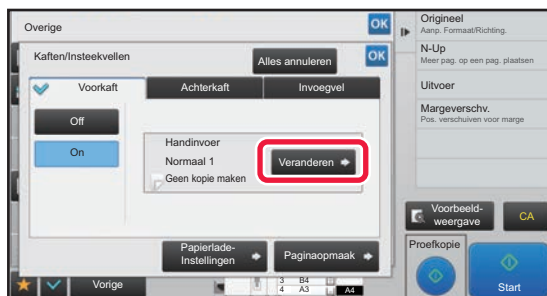 Overige
OK
Kaften/Insteekvellen
Alles annuleren
OK
Voorkaft
Achterkaft
Invoegvel
Off
On
Handinvoer
Normaal 1
Geen kopie maken
Veranderen
Papierlade-
Instellingen
Paginaopmaak
Vorige
3 B4
4 A3
A4
Origineel
Aanp. Formaat/Richting.
N-Up
Meer pag. op een pag. plaatsen
Uitvoer
Margeverschv.
Pos. verschuiven voor marge
Voorbeeld-
weergave
CA
Proefkopie
Start